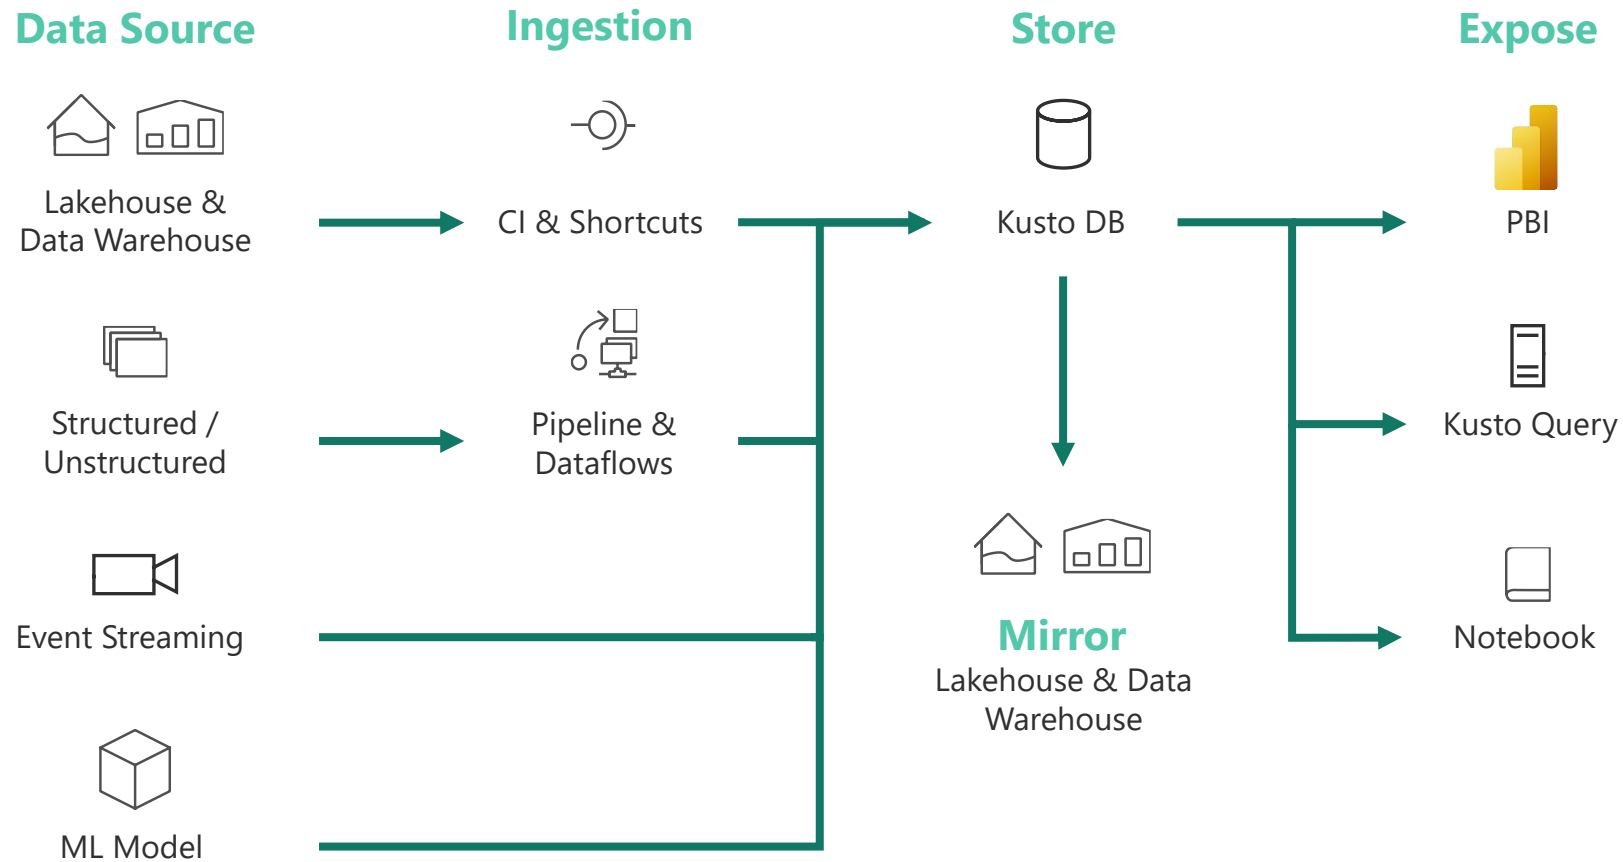 Data Source
Ingestion
Store
Expose
Lakehouse &
Data Warehouse
CI & Shortcuts
Kusto DB
PBI
Structured /
Unstructured
Pipeline &
Dataflows
Kusto Query
Event Streaming
Mirror
Lakehouse & Data
Warehouse
Notebook
ML Model